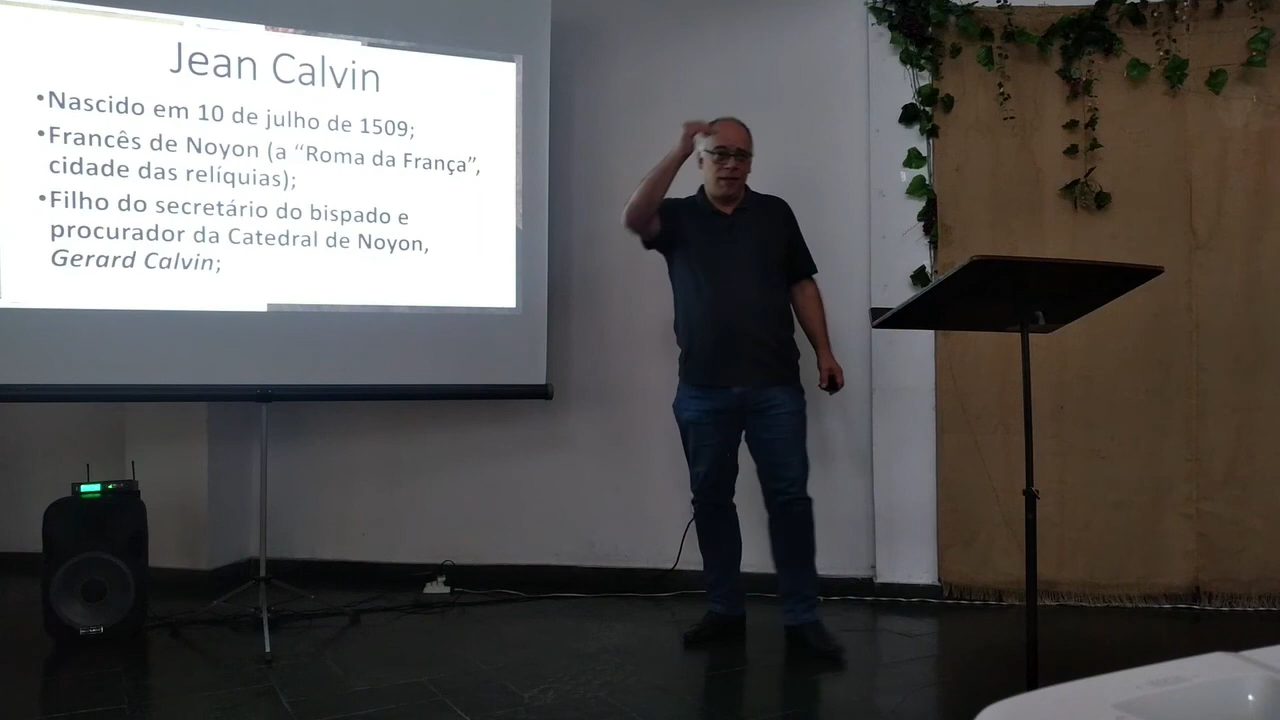 Jean Calvin
•Nascido em 10 de julho de 1509;
•Francês de Noyon (a “Roma da França”,
cidade das relíquias);
•Filho do secretário do bispado e
procurador da Catedral de Noyon,
Gerard Calvin;